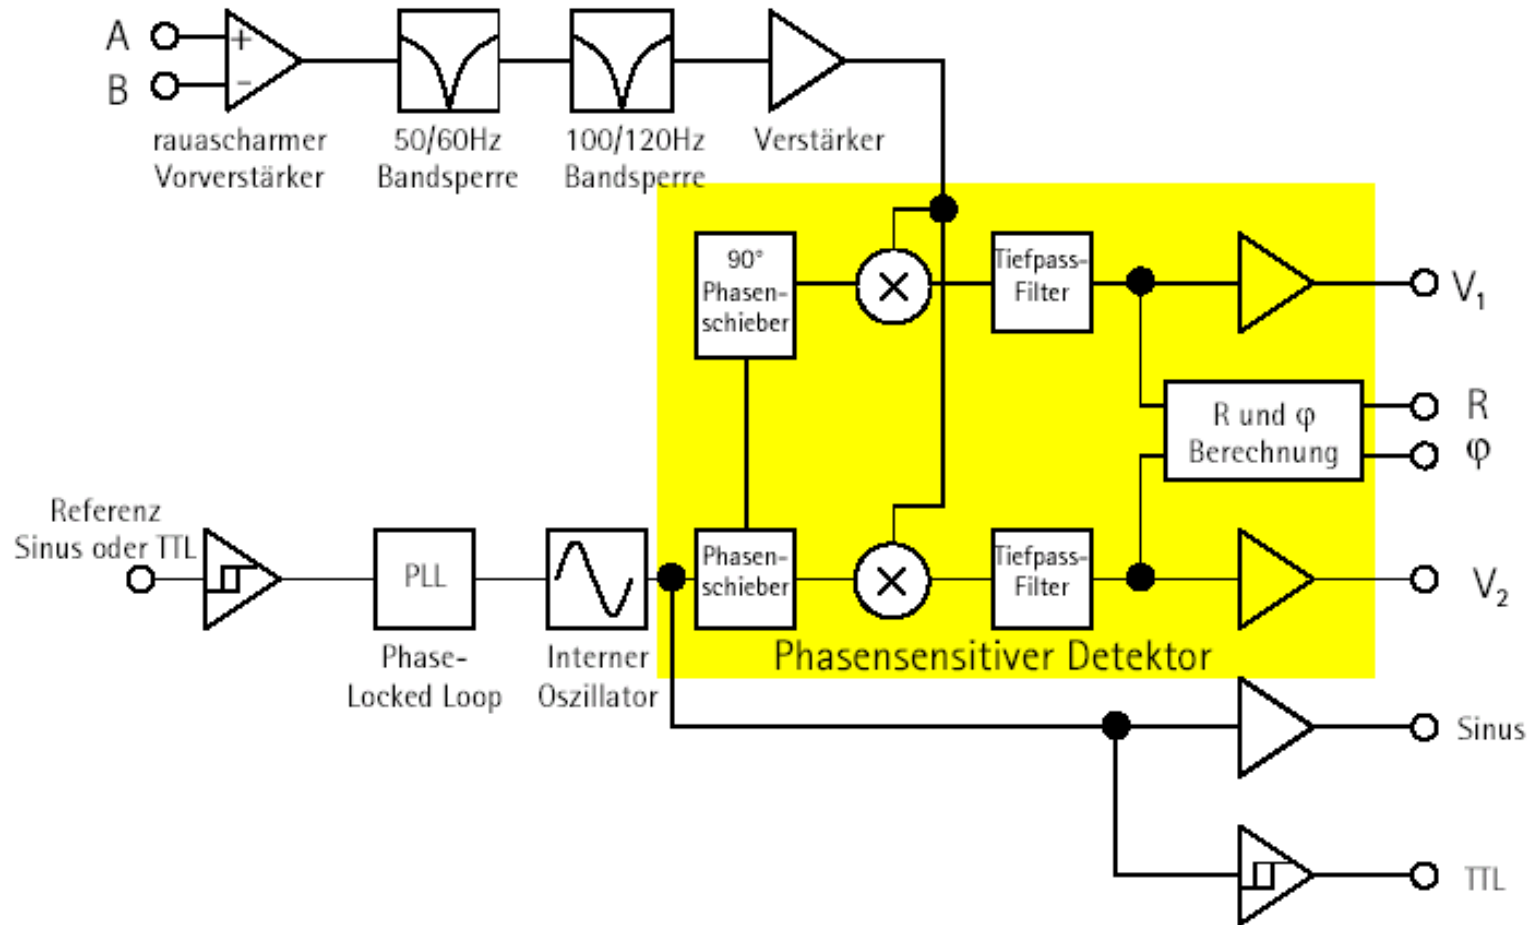 A
+
B
-
rauascharmer
Vorverstärker
50/60Hz
Bandsperre
100/120Hz
Bandsperre
Verstärker
90°
Phasen-
schieber
Tiefpass-
Filter
V₁
R und φ
Berechnung
R
φ
Referenz
Sinus oder TTL
PLL
Phase-
Locked Loop
Interner
Oszillator
Phasen-
schieber
Tiefpass-
Filter
V₂
Phasensensitiver Detektor
Sinus
TTL